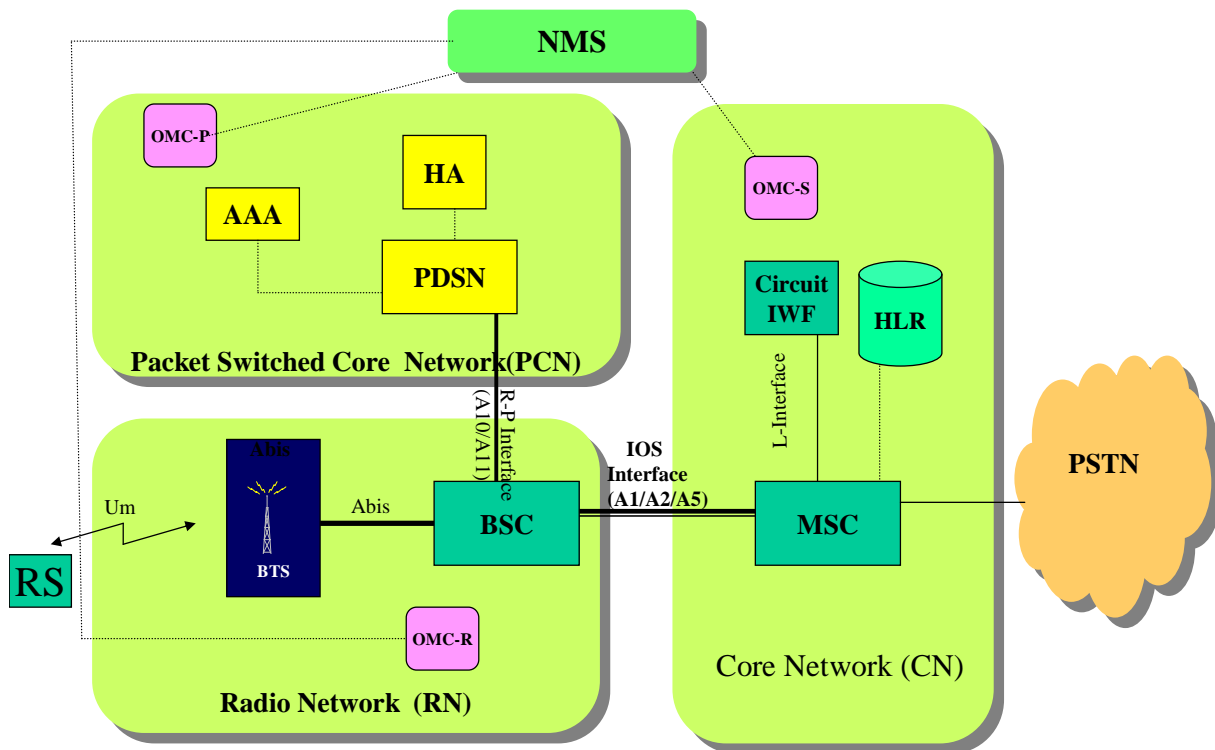 NMS
OMC-P
HA
AAA
PDSN
Packet Switched Core Network(PCN)
OMC-S
Circuit
IWF
HLR
L-Interface
R-P Interface
(A10/A11)
IOS
Interface
(A1/A2/A5)
PSTN
Abis
BTS
Um
Abis
BSC
MSC
RS
OMC-R
Radio Network (RN)
Core Network (CN)